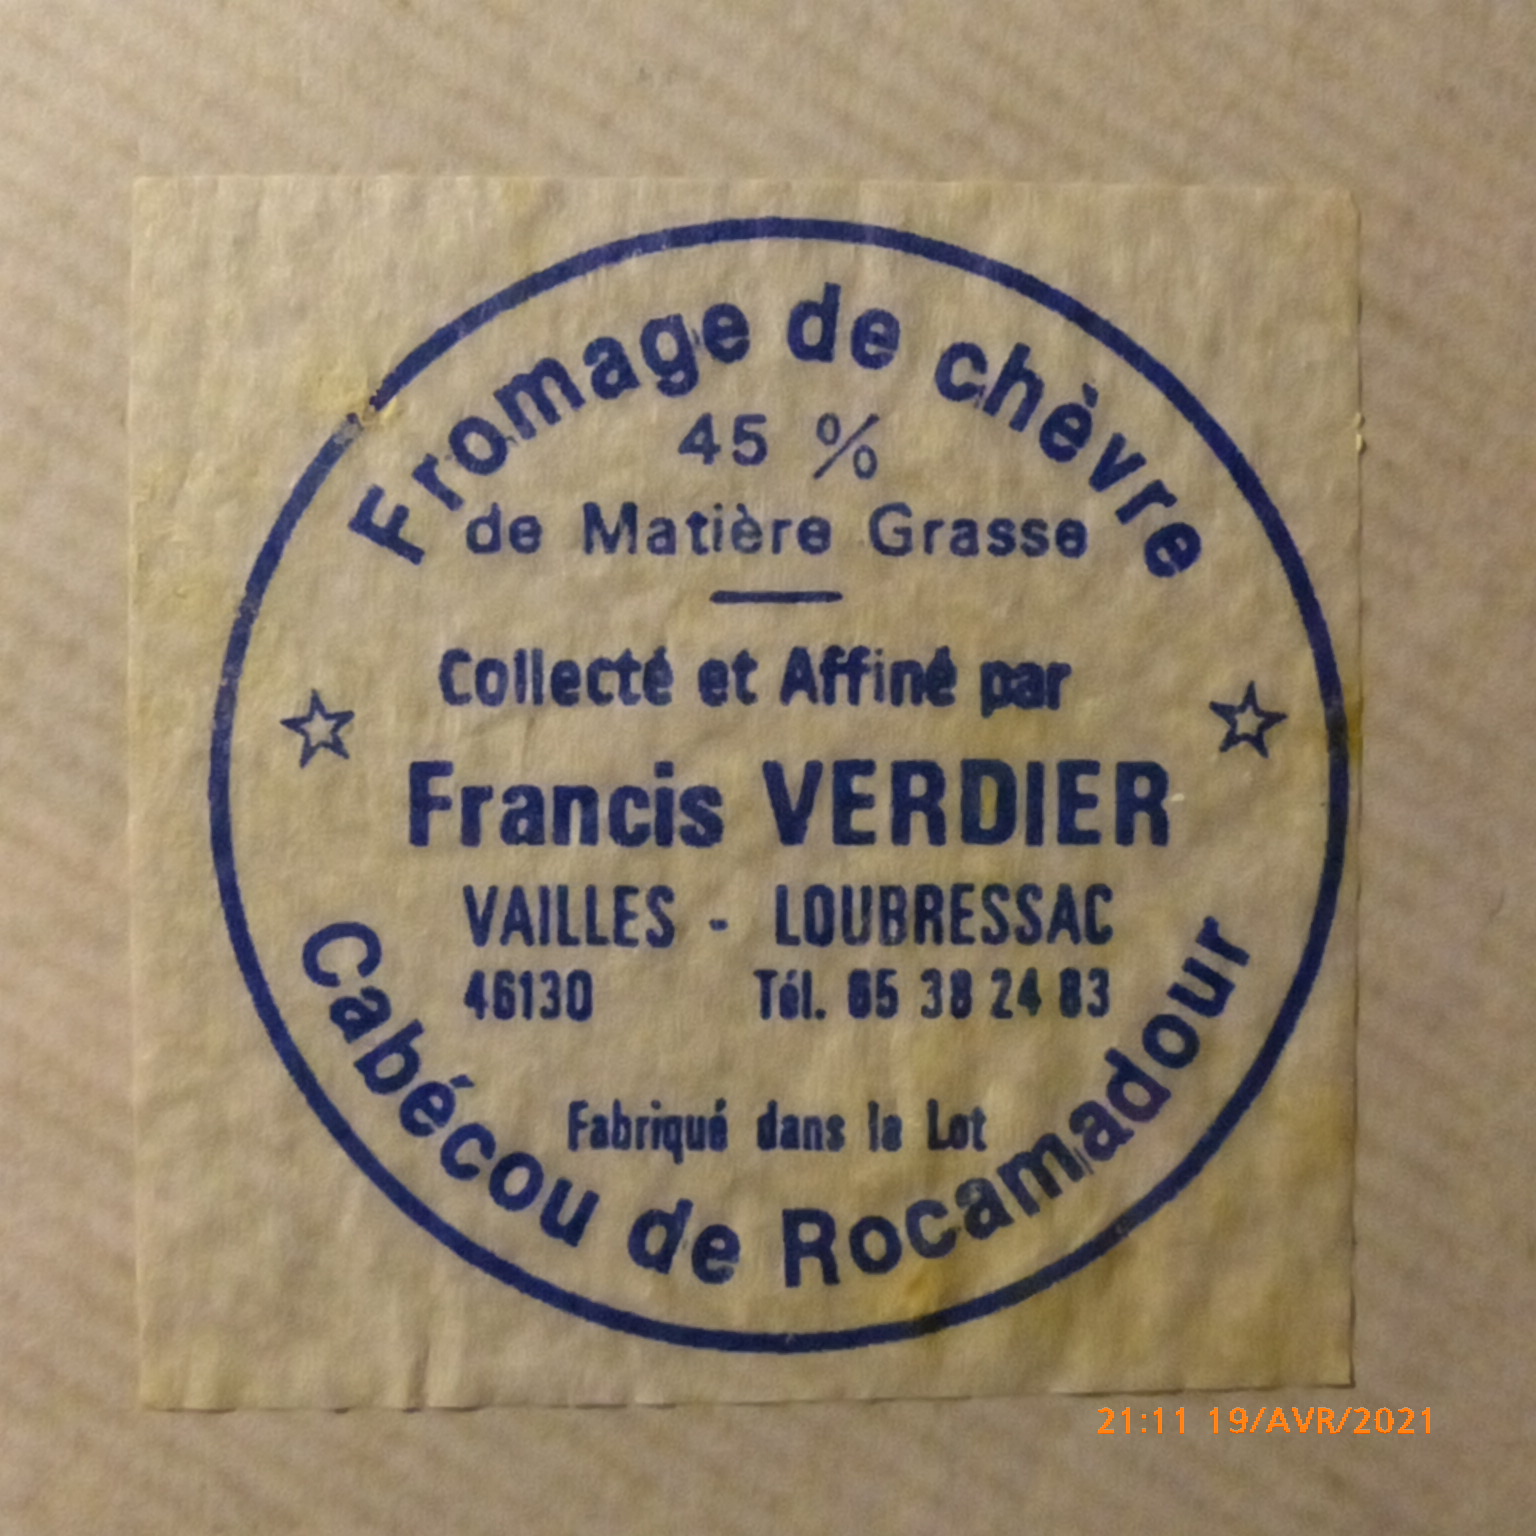 Fromage de chèvre
45 %
de Matière Grasse
Collecté et Affiné par
Francis VERDIER
VAILLES - LOUBRESSAC
46130 Tél. 65 38 24 83
Fabriqué dans la Lot
Cabécou de Rocamadour
21:11 19/AVR/2021